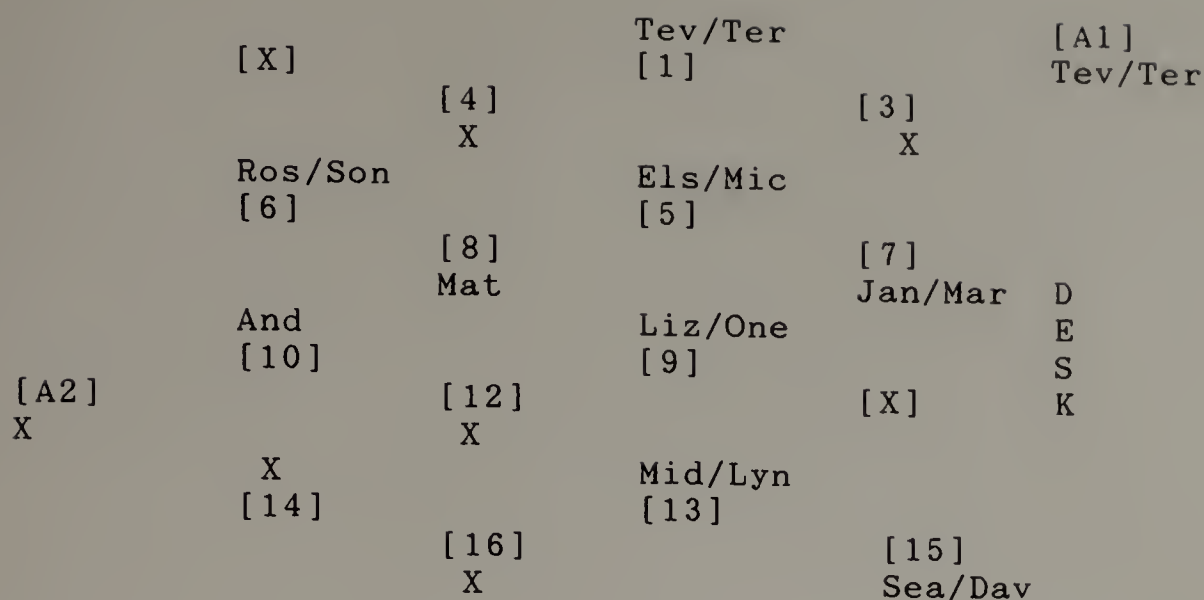 Tev/Ter [A1]
[X] [1] Tev/Ter
[4] [3]
X X
Ros/Son Els/Mic
[6] [5]
[8] [7]
Mat Jan/Mar D
And Liz/One E
[10] [9] S
[A2] [12] [X] K
X X
X Mid/Lyn
[14] [13]
[16] [15]
X Sea/Dav